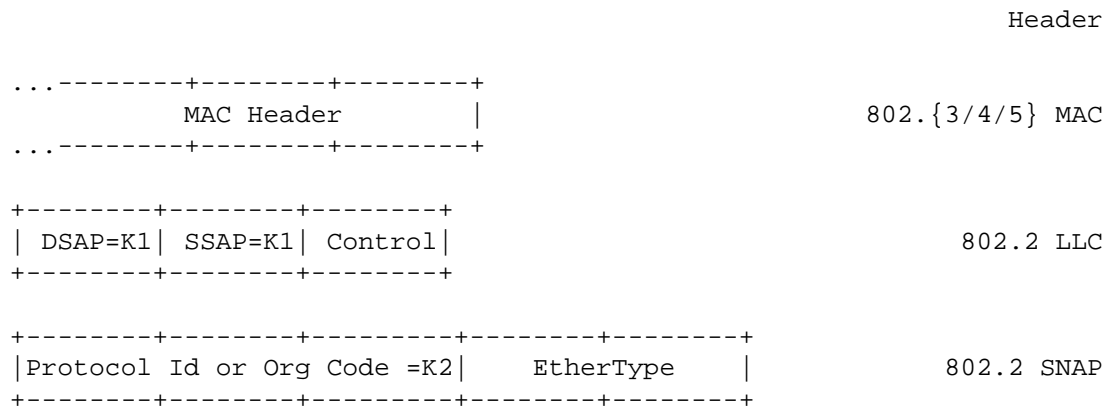 Header
...--------+--------+--------+
MAC Header | 802.{3/4/5} MAC
...--------+--------+--------+
+--------+--------+--------+
| DSAP=K1| SSAP=K1| Control| 802.2 LLC
+--------+--------+--------+
+--------+--------+---------+--------+--------+
|Protocol Id or Org Code =K2| EtherType | 802.2 SNAP
+--------+--------+---------+--------+--------+